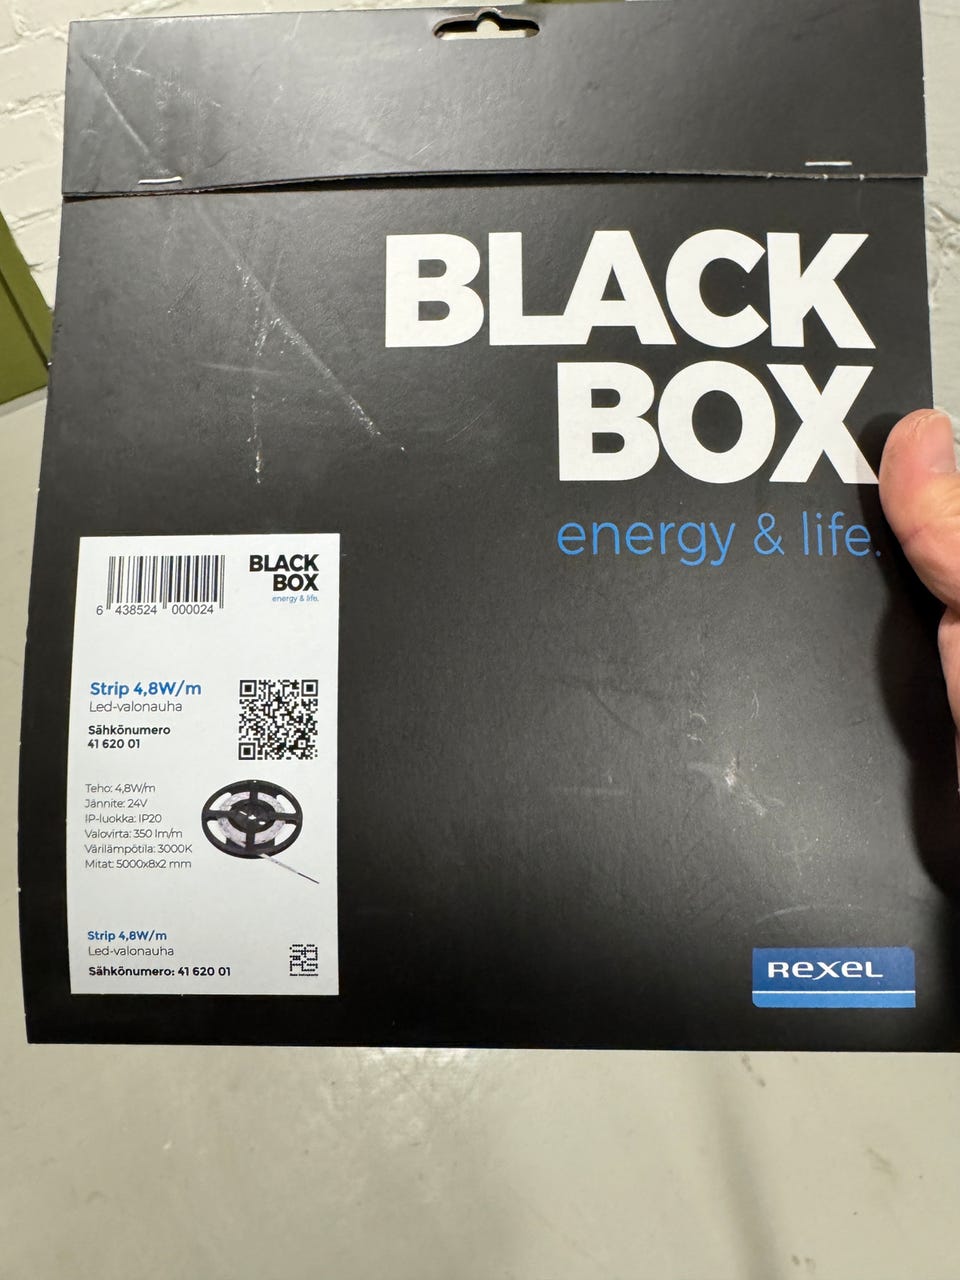 BLACK
BOX
energy & life.
6 438524 000024
BLACK
BOX
energy & life.
Strip 4,8W/m
Led-valonauha
Sähkönumero
41 620 01
Teho: 4,8W/m
Jännite: 24V
IP-luokka: IP20
Valovirta: 350 lm/m
Värilämpötila: 3000K
Mitat: 5000x8x2 mm
Strip 4,8W/m
Led-valonauha
Sähkönumero: 41 620 01
REXEL